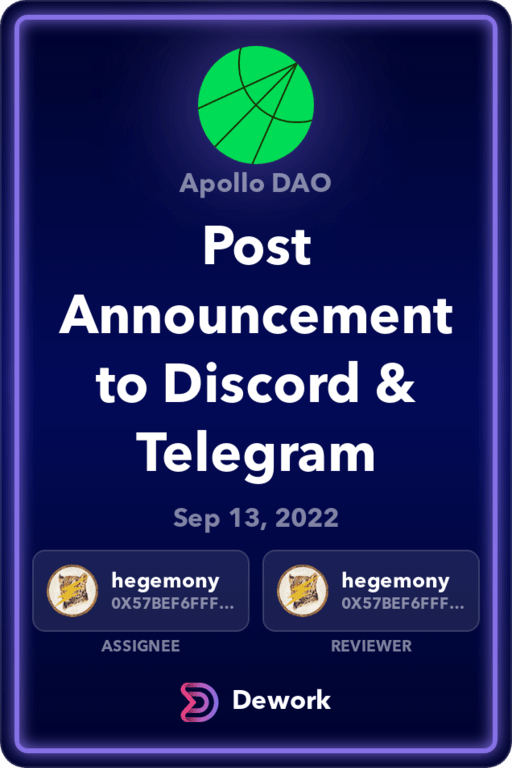 Apollo DAO
Post
Announcement
to Discord &
Telegram
Sep 13, 2022
hegemony
0X57BEF6FFF...
ASSIGNEE
hegemony
0X57BEF6FFF...
REVIEWER
Dework